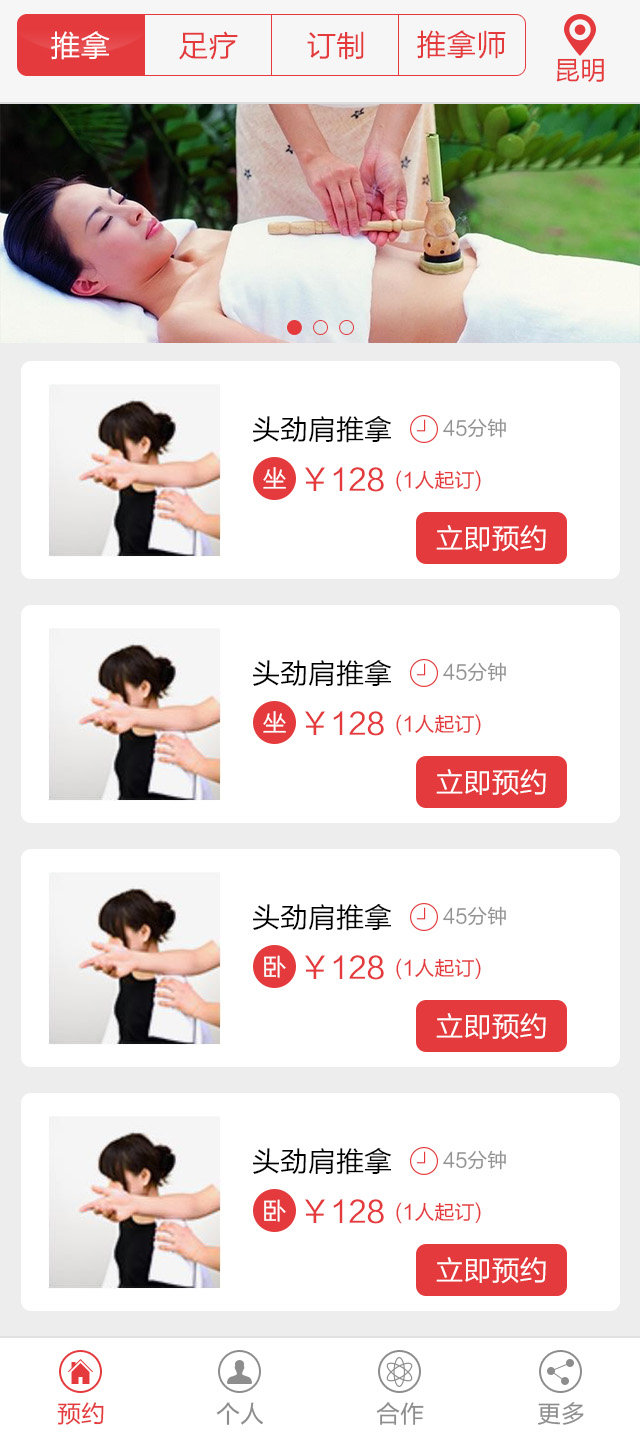 推拿 足疗 订制 推拿师
昆明
头劲肩推拿 45分钟
坐 ￥128 (1人起订)
立即预约
头劲肩推拿 45分钟
坐 ￥128 (1人起订)
立即预约
头劲肩推拿 45分钟
卧 ￥128 (1人起订)
立即预约
头劲肩推拿 45分钟
卧 ￥128 (1人起订)
立即预约
预约 个人 合作 更多